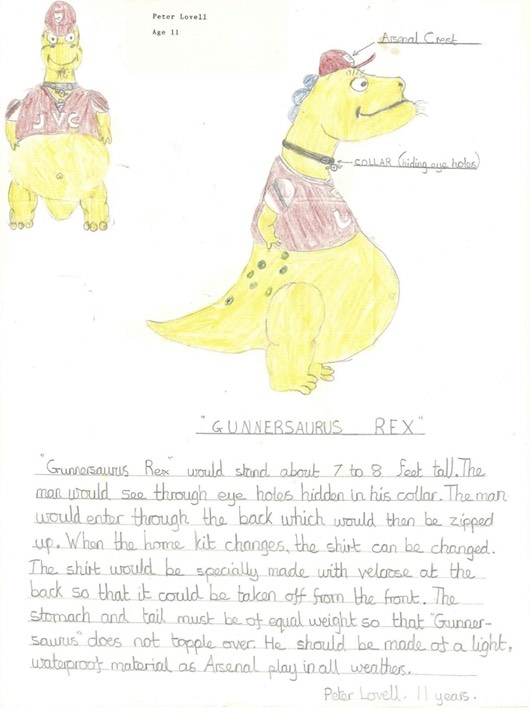 Peter Lovell
Age 11
Arsenal Crest
COLLAR (hiding eye holes)
JVC
J
"GUNNERSAURUS REX"
"Gunnersaurus Rex" would stand about 7 to 8 feet tall. The
man would see through eye holes hidden in his collar. The man
would enter through the back which would then be zipped
up. When the home kit changes, the shirt can be changed.
The shirt would be specially made with velcrose at the
back so that it could be taken off from the front. The
stomach and tail must be of equal weight so that "Gunner-
saurus" does not topple over. He should be made of a light,
waterproof material as Arsenal play in all weathers.
Peter Lovell. 11 years.